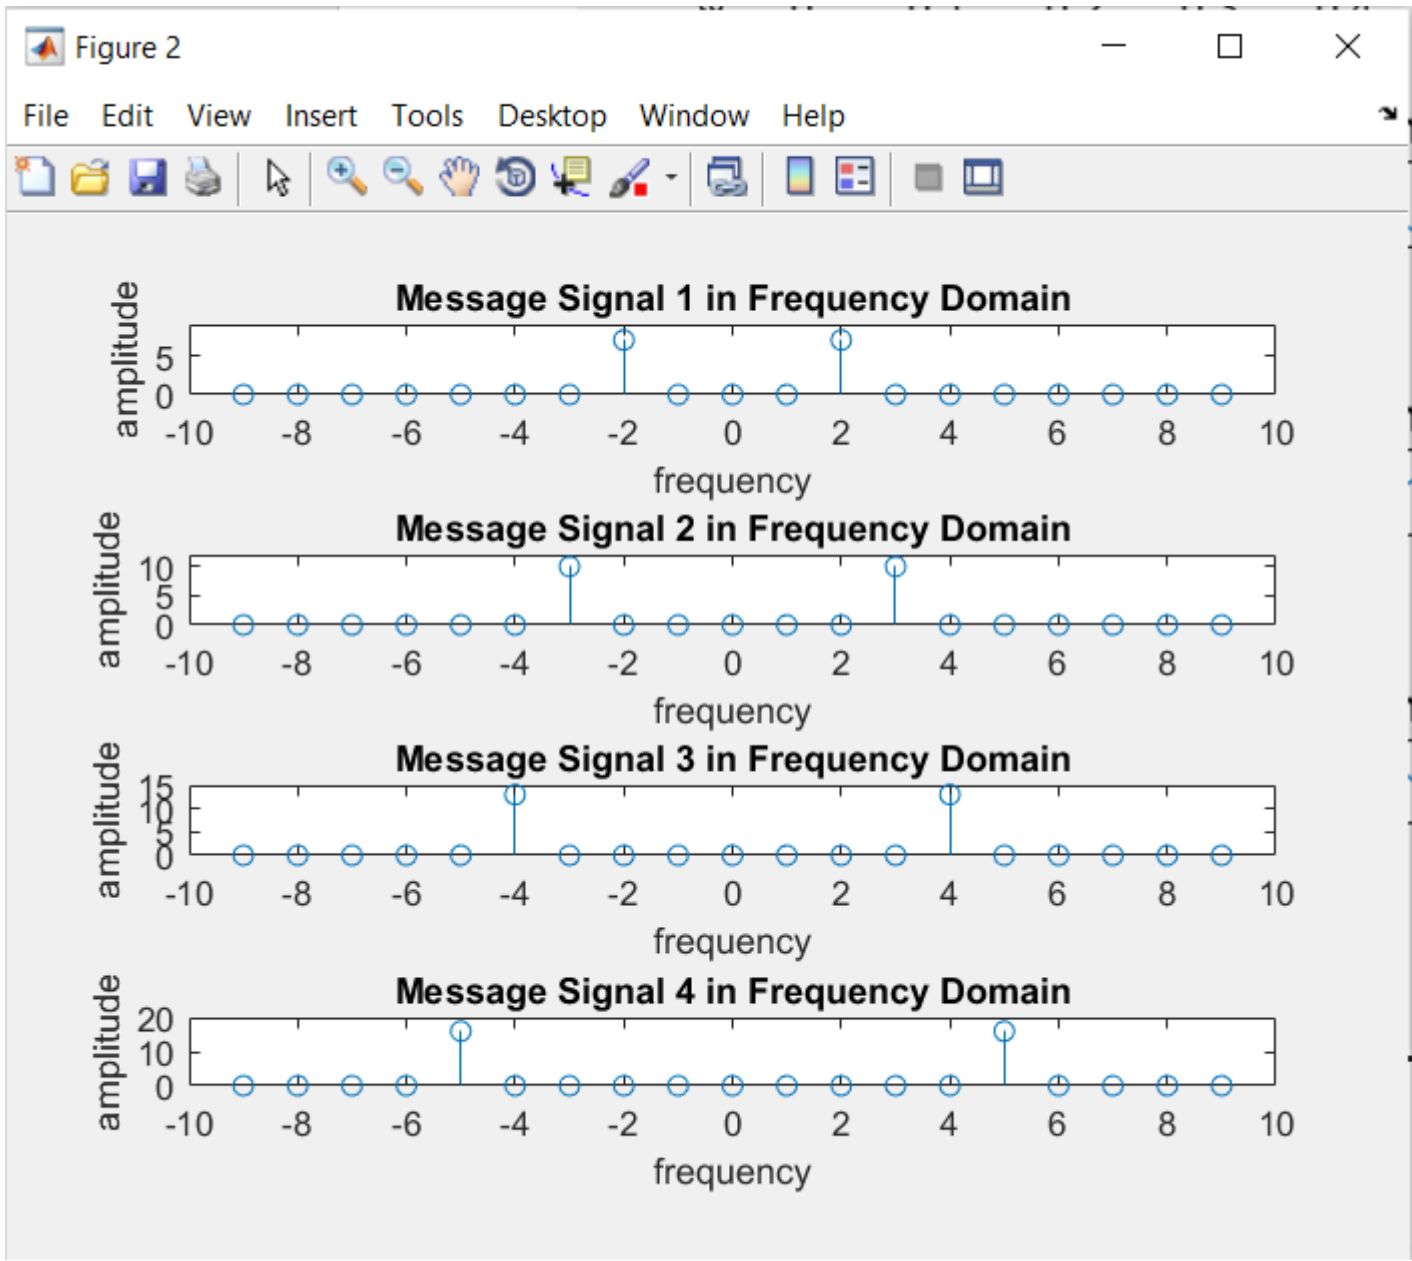 Figure 2
File Edit View Insert Tools Desktop Window Help
Message Signal 1 in Frequency Domain
amplitude
5
0
-10 -8 -6 -4 -2 0 2 4 6 8 10
frequency
Message Signal 2 in Frequency Domain
amplitude
10
5
0
-10 -8 -6 -4 -2 0 2 4 6 8 10
frequency
Message Signal 3 in Frequency Domain
amplitude
15
10
5
0
-10 -8 -6 -4 -2 0 2 4 6 8 10
frequency
Message Signal 4 in Frequency Domain
amplitude
20
10
0
-10 -8 -6 -4 -2 0 2 4 6 8 10
frequency